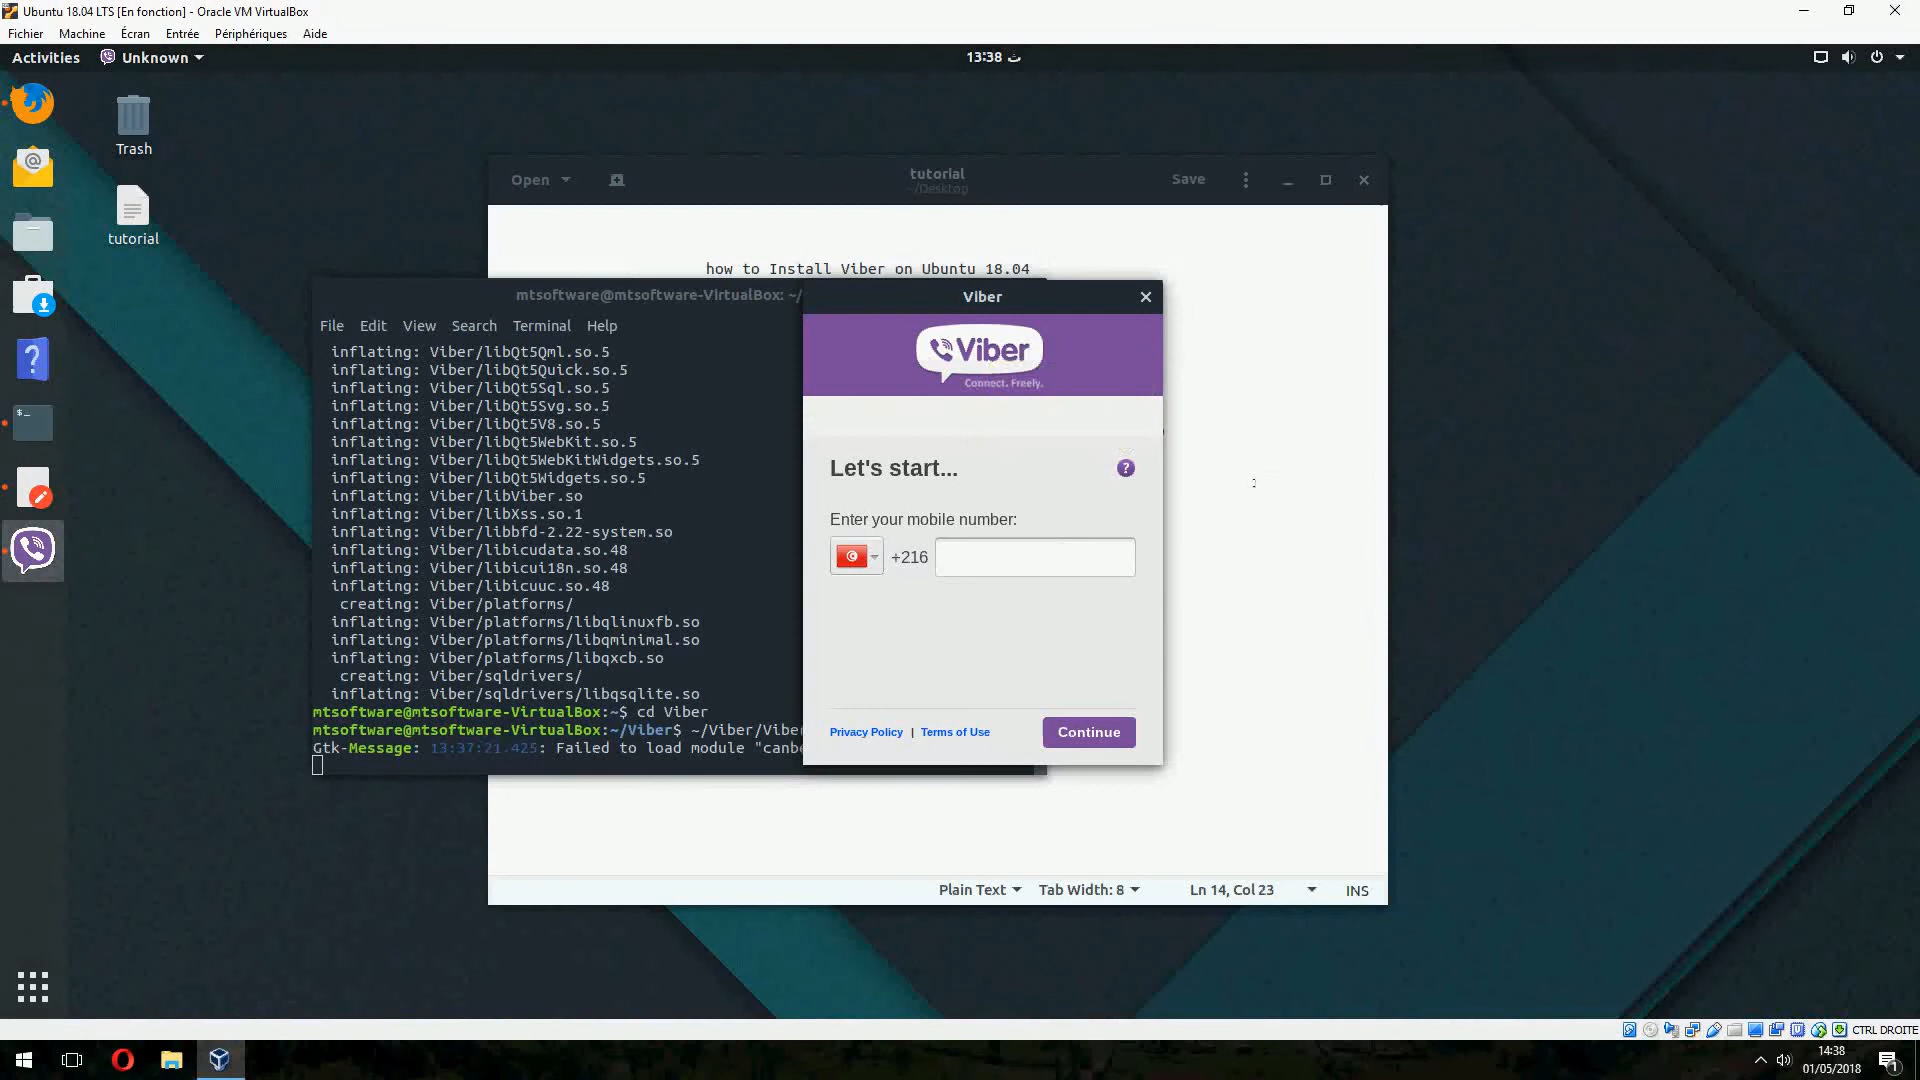 Ubuntu 18.04 LTS [En fonction] - Oracle VM VirtualBox
Fichier Machine Écran Entrée Périphériques Aide
Activities Unknown 13:38 ث
Trash
tutorial
Open tutorial Save
~/Desktop
how to Install Viber on Ubuntu 18.04
mtsoftware@mtsoftware-VirtualBox: ~/
File Edit View Search Terminal Help
inflating: Viber/libQt5Qml.so.5
inflating: Viber/libQt5Quick.so.5
inflating: Viber/libQt5Sql.so.5
inflating: Viber/libQt5Svg.so.5
inflating: Viber/libQt5V8.so.5
inflating: Viber/libQt5WebKit.so.5
inflating: Viber/libQt5WebKitWidgets.so.5
inflating: Viber/libQt5Widgets.so.5
inflating: Viber/libViber.so
inflating: Viber/libXss.so.1
inflating: Viber/libbfd-2.22-system.so
inflating: Viber/libicudata.so.48
inflating: Viber/libicui18n.so.48
inflating: Viber/libicuuc.so.48
creating: Viber/platforms/
inflating: Viber/platforms/libqlinuxfb.so
inflating: Viber/platforms/libqminimal.so
inflating: Viber/platforms/libqxcb.so
creating: Viber/sqldrivers/
inflating: Viber/sqldrivers/libqsqlite.so
mtsoftware@mtsoftware-VirtualBox:~$ cd Viber
mtsoftware@mtsoftware-VirtualBox:~/Viber$ ~/Viber/Viber
Gtk-Message: 13:37:21.425: Failed to load module "canbe
Viber
Viber
Connect. Freely.
Let's start...
?
Enter your mobile number:
+216
Privacy Policy | Terms of Use Continue
Plain Text Tab Width: 8 Ln 14, Col 23 INS
CTRL DROITE
14:38
01/05/2018
1